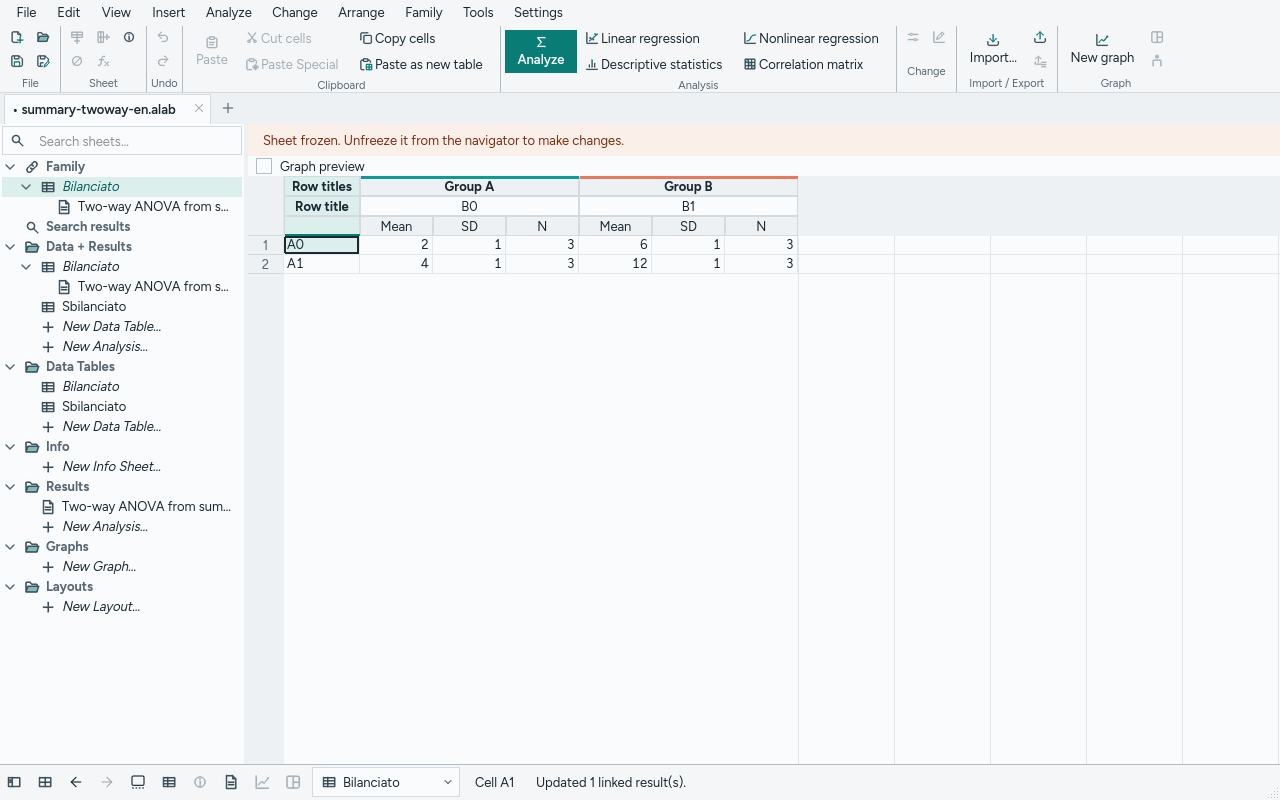 File Edit View Insert Analyze Change Arrange Family Tools Settings
Cut cells Copy cells Linear regression Nonlinear regression
Paste Paste Special Paste as new table Σ Analyze Descriptive statistics Correlation matrix Import... New graph
File Sheet Undo Clipboard Analysis Change Import / Export Graph
• summary-twoway-en.alab
Search sheets...
Sheet frozen. Unfreeze it from the navigator to make changes.
Graph preview
Family
Bilanciato
Two-way ANOVA from s...
Search results
Data + Results
Bilanciato
Two-way ANOVA from s...
Sbilanciato
New Data Table...
New Analysis...
Data Tables
Bilanciato
Sbilanciato
New Data Table...
Info
New Info Sheet...
Results
Two-way ANOVA from sum...
New Analysis...
Graphs
New Graph...
Layouts
New Layout...
Row titles Group A Group B
Row title B0 B1
Mean SD N Mean SD N
1 A0 2 1 3 6 1 3
2 A1 4 1 3 12 1 3
Bilanciato Cell A1 Updated 1 linked result(s).